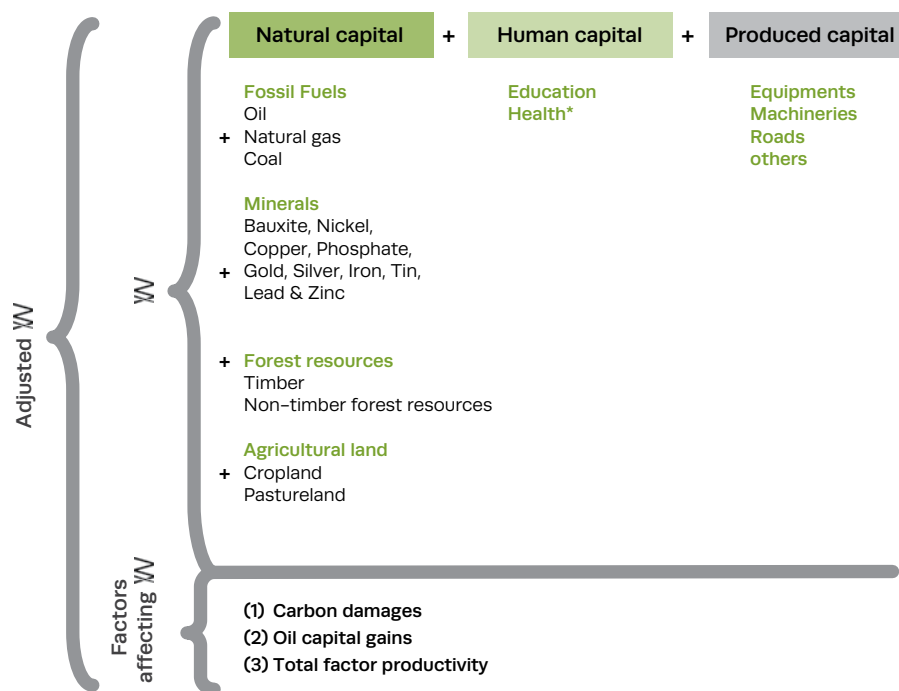 Natural capital + Human capital + Produced capital
Fossil Fuels
Oil
+ Natural gas
Coal
Minerals
Bauxite, Nickel,
Copper, Phosphate,
+ Gold, Silver, Iron, Tin,
Lead & Zinc
+ Forest resources
Timber
Non-timber forest resources
Agricultural land
+ Cropland
Pastureland
Education
Health*
Equipments
Machineries
Roads
others
Adjusted
Factors
affecting
(1) Carbon damages
(2) Oil capital gains
(3) Total factor productivity